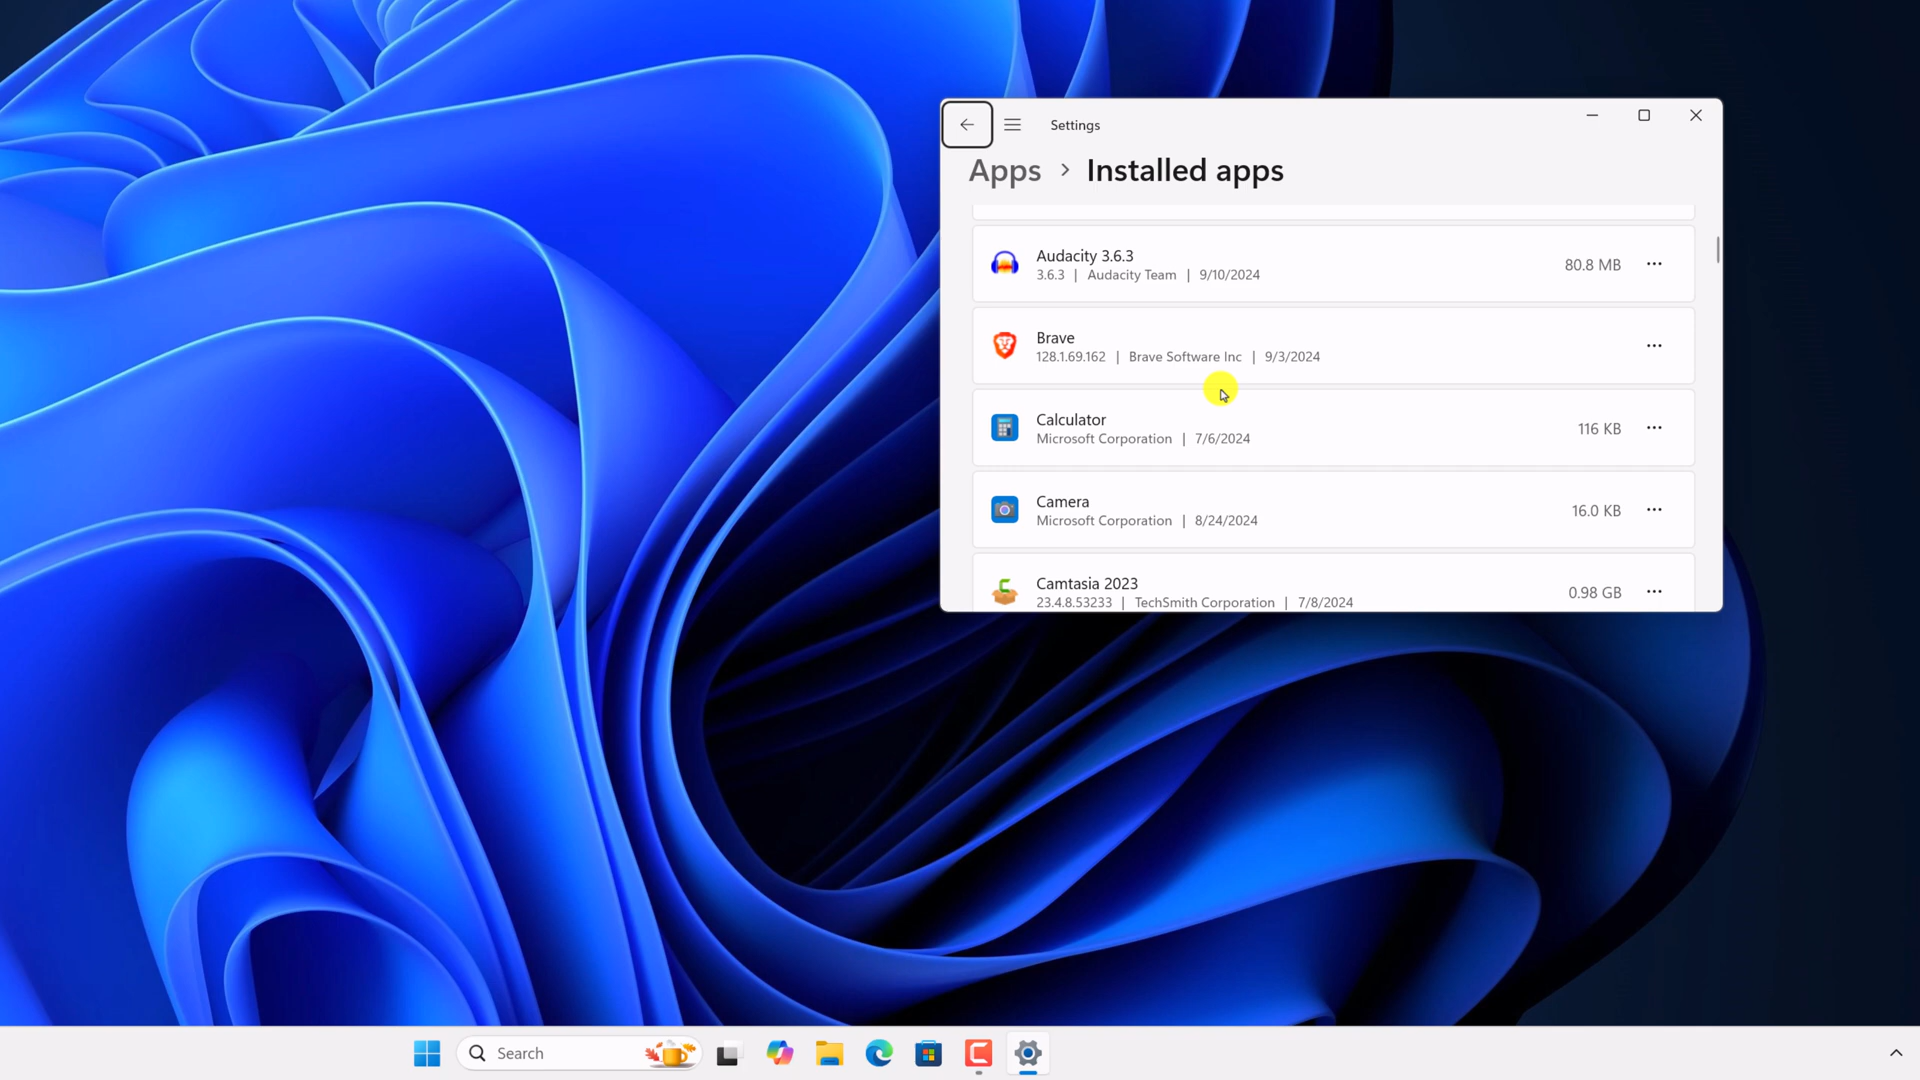 Settings
Apps > Installed apps
Audacity 3.6.3
3.6.3 | Audacity Team | 9/10/2024
80.8 MB
Brave
128.1.69.162 | Brave Software Inc | 9/3/2024
Calculator
Microsoft Corporation | 7/6/2024
116 KB
Camera
Microsoft Corporation | 8/24/2024
16.0 KB
Camtasia 2023
23.4.8.53233 | TechSmith Corporation | 7/8/2024
0.98 GB
Search